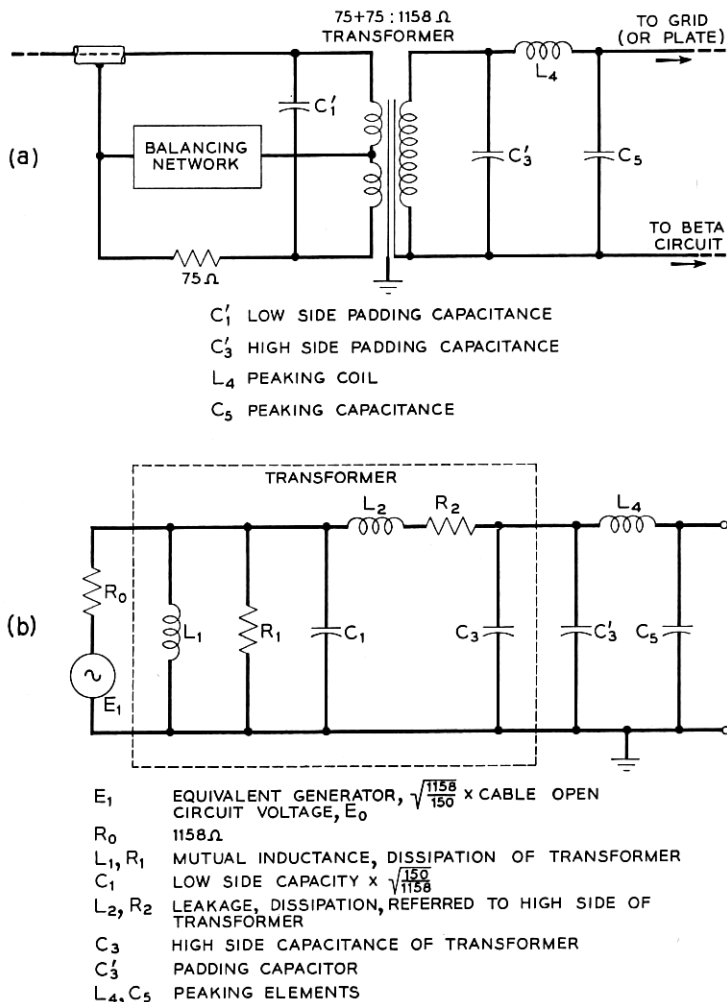 75+75 : 1158 Ω
TRANSFORMER
TO GRID
(OR PLATE)
L4
C'1
(a)
BALANCING
NETWORK
C'3
C5
TO BETA
CIRCUIT
75Ω
C'1 LOW SIDE PADDING CAPACITANCE
C'3 HIGH SIDE PADDING CAPACITANCE
L4 PEAKING COIL
C5 PEAKING CAPACITANCE
TRANSFORMER
L2 R2 L4
R0
(b)
L1 R1 C1 C3 C'3 C5
E1
E1 EQUIVALENT GENERATOR, √1158/150 × CABLE OPEN
CIRCUIT VOLTAGE, E0
R0 1158Ω
L1, R1 MUTUAL INDUCTANCE, DISSIPATION OF TRANSFORMER
C1 LOW SIDE CAPACITY × √150/1158
L2, R2 LEAKAGE, DISSIPATION, REFERRED TO HIGH SIDE OF
TRANSFORMER
C3 HIGH SIDE CAPACITANCE OF TRANSFORMER
C'3 PADDING CAPACITOR
L4, C5 PEAKING ELEMENTS